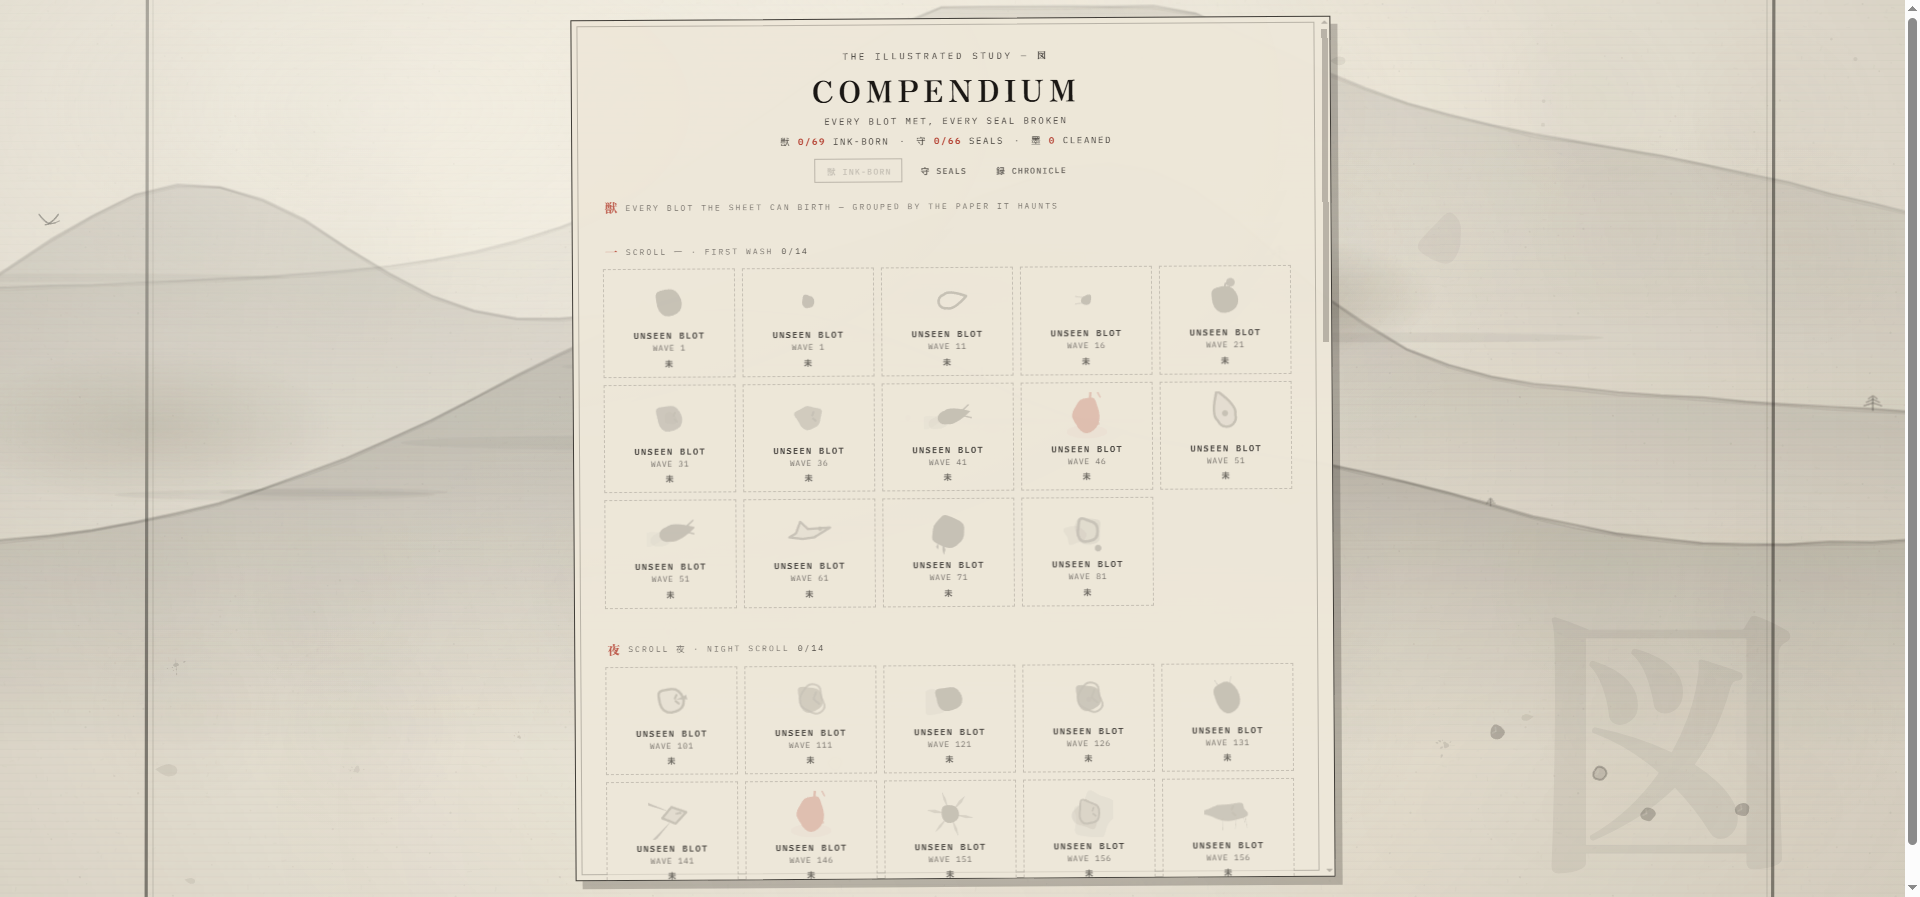 THE ILLUSTRATED STUDY — 図
COMPENDIUM
EVERY BLOT MET, EVERY SEAL BROKEN
獣 0/69 INK-BORN · 守 0/66 SEALS · 墨 0 CLEANED
獣 INK-BORN 守 SEALS 録 CHRONICLE
獣 EVERY BLOT THE SHEET CAN BIRTH — GROUPED BY THE PAPER IT HAUNTS
一 SCROLL 一 · FIRST WASH 0/14
UNSEEN BLOT UNSEEN BLOT UNSEEN BLOT UNSEEN BLOT UNSEEN BLOT
WAVE 1 WAVE 1 WAVE 11 WAVE 16 WAVE 21
未 未 未 未 未
UNSEEN BLOT UNSEEN BLOT UNSEEN BLOT UNSEEN BLOT UNSEEN BLOT
WAVE 31 WAVE 36 WAVE 41 WAVE 46 WAVE 51
未 未 未 未 未
UNSEEN BLOT UNSEEN BLOT UNSEEN BLOT UNSEEN BLOT
WAVE 51 WAVE 61 WAVE 71 WAVE 81
未 未 未 未
夜 SCROLL 夜 · NIGHT SCROLL 0/14
UNSEEN BLOT UNSEEN BLOT UNSEEN BLOT UNSEEN BLOT UNSEEN BLOT
WAVE 101 WAVE 111 WAVE 121 WAVE 126 WAVE 131
未 未 未 未 未
UNSEEN BLOT UNSEEN BLOT UNSEEN BLOT UNSEEN BLOT UNSEEN BLOT
WAVE 141 WAVE 146 WAVE 151 WAVE 156 WAVE 156
未 未 未 未 未
図